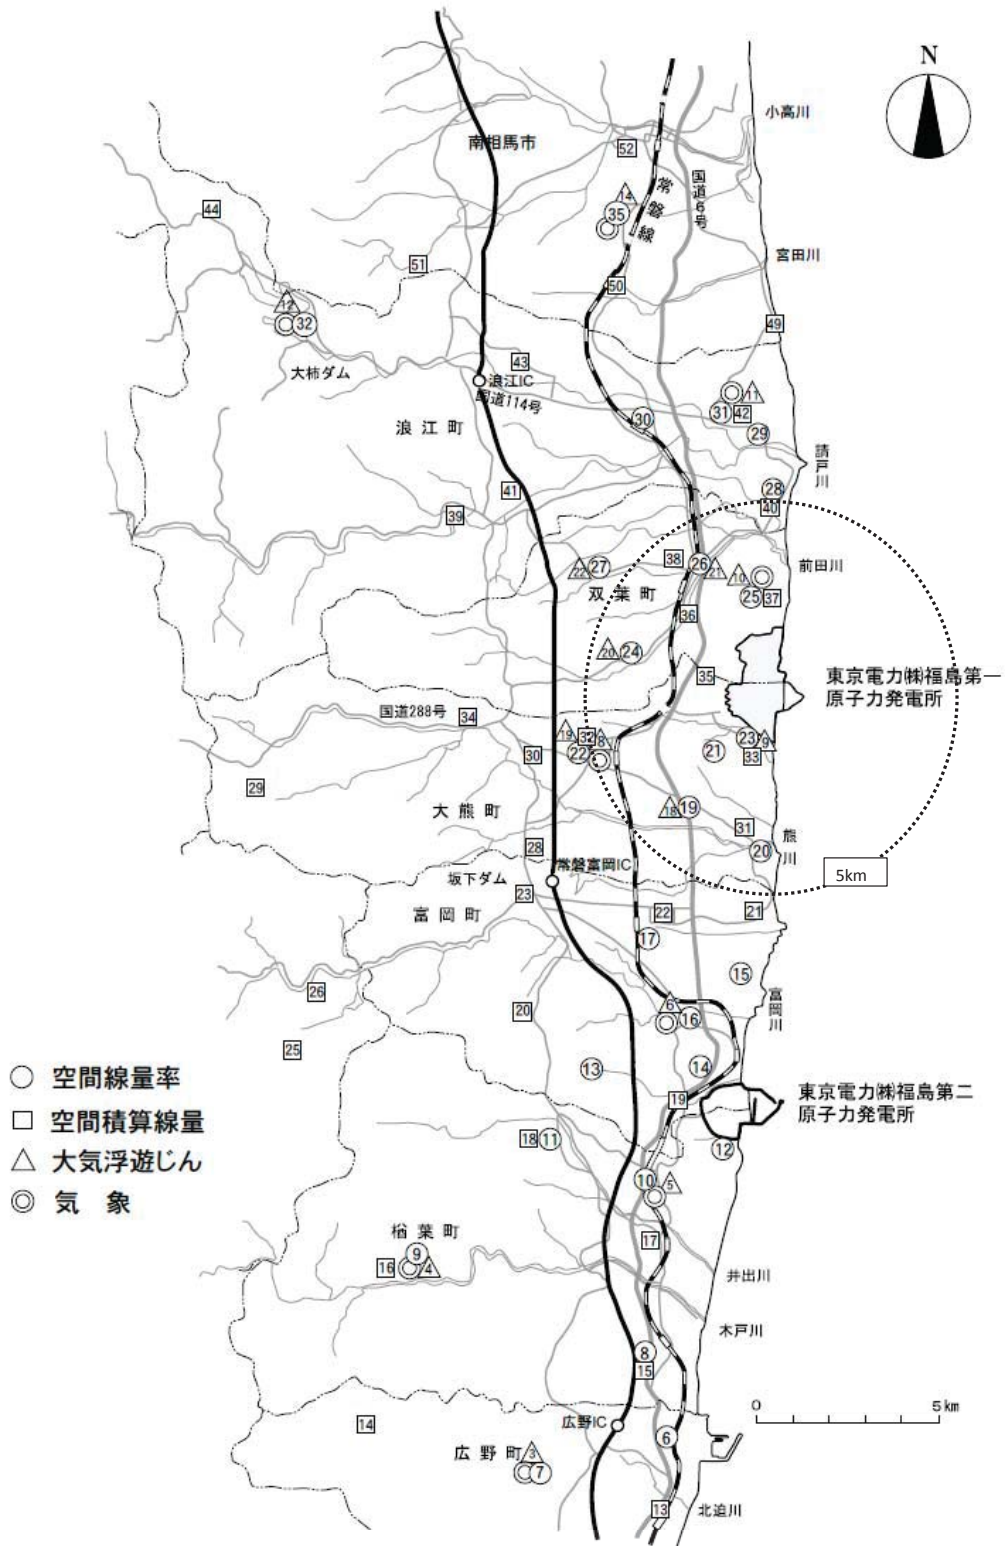 N
小高川
南相馬市
52
国道6号
14
常磐線
35
44
宮田川
51
50
12
32
49
大柿ダム
43
浪江IC
国道114号
11
31
42
30
29
浪江町
請戸川
28
41
40
39
38
26
21
前田川
22
27
10
25
37
双葉町
36
20
24
35
東京電力㈱福島第一
原子力発電所
国道288号
34
19
32
8
23
9
22
21
33
30
29
18
19
大熊町
31
熊川
28
20
常磐富岡IC
5km
坂下ダム
23
22
21
富岡町
17
15
26
富岡川
6
20
16
25
13
14
○ 空間線量率
19
東京電力㈱福島第二
原子力発電所
□ 空間積算線量
18
11
12
△ 大気浮遊じん
10
5
◎ 気 象
楢葉町
17
9
16
4
井出川
木戸川
8
15
0
5km
14
広野IC
6
広野町
3
7
13
北迫川